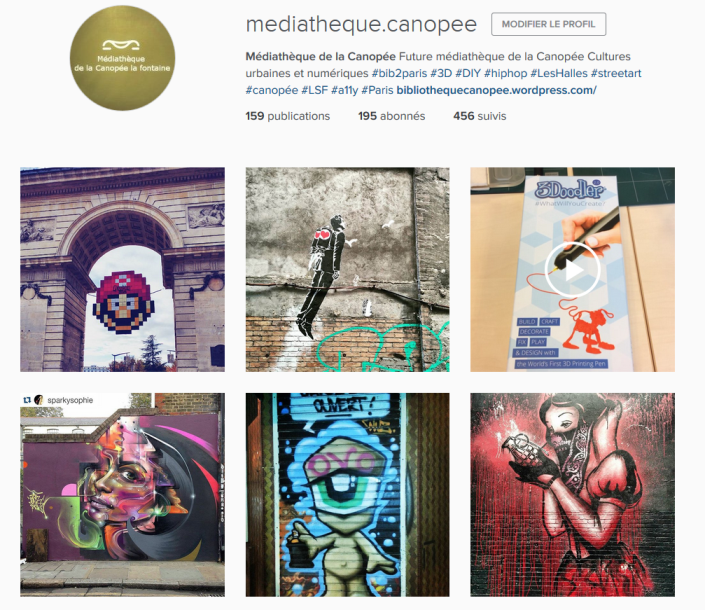 mediatheque.canopee
MODIFIER LE PROFIL
Médiathèque
de la Canopée la fontaine
Médiathèque de la Canopée Future médiathèque de la Canopée Cultures
urbaines et numériques #bib2paris #3D #DIY #hiphop #LesHalles #streetart
#canopée #LSF #a11y #Paris bibliothequecanopee.wordpress.com/
159 publications 195 abonnés 456 suivis
3Doodler
#WhatWillYouCreate?
BUILD CRAFT
DECORATE
FIX PLAY
& DESIGN with
the World's First 3D Printing Pen
sparkysophie
OUVERT !